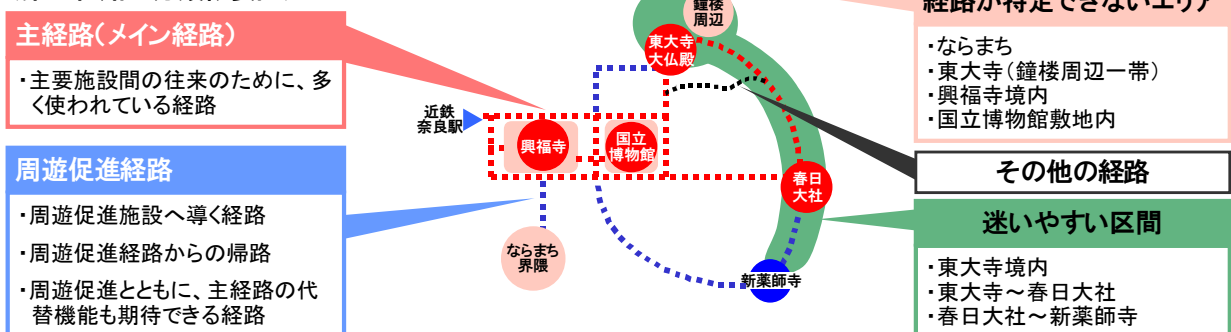 主経路(メイン経路)
・主要施設間の往来のために、多
く使われている経路
周遊促進経路
・周遊促進施設へ導く経路
・周遊促進経路からの帰路
・周遊促進とともに、主経路の代
替機能も期待できる経路
近鉄
奈良駅
鐘楼
周辺
東大寺
大仏殿
興福寺
国立
博物館
春日
大社
ならまち
界隈
新薬師寺
経路が特定できないエリア
・ならまち
・東大寺(鐘楼周辺一帯)
・興福寺境内
・国立博物館敷地内
その他の経路
迷いやすい区間
・東大寺境内
・東大寺～春日大社
・春日大社～新薬師寺